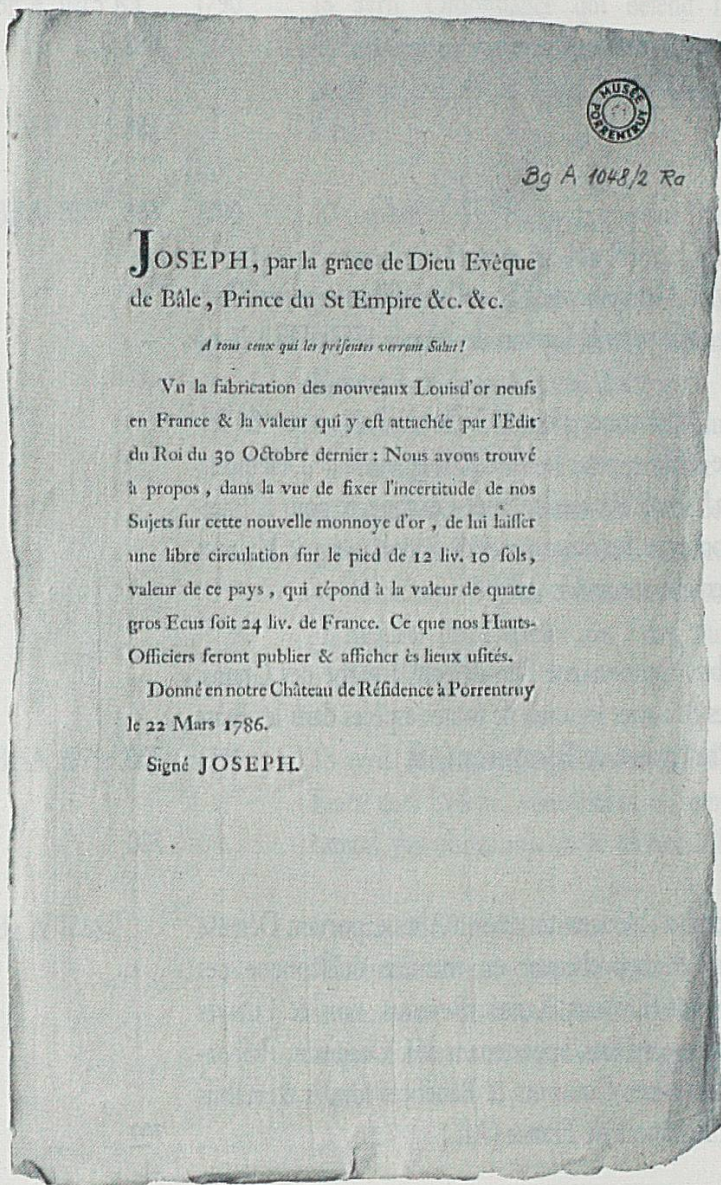 MUSÉE
PORRENTRUY
Bg A 1048/2 Ra
JOSEPH, par la grace de Dieu Evêque
de Bâle, Prince du St Empire &c. &c.
A tous ceux qui les préſentes verront Salut!
Vu la fabrication des nouveaux Louisd'or neufs
en France & la valeur qui y eſt attachée par l'Edit
du Roi du 30 Octobre dernier : Nous avons trouvé
à propos, dans la vue de fixer l'incertitude de nos
Sujets ſur cette nouvelle monnoye d'or, de lui laiſſer
une libre circulation ſur le pied de 12 liv. 10 ſols,
valeur de ce pays, qui répond à la valeur de quatre
gros Ecus ſoit 24 liv. de France. Ce que nos Hauts-
Officiers feront publier & afficher ès lieux uſités.
Donné en notre Château de Réſidence à Porrentruy
le 22 Mars 1786.
Signé JOSEPH.